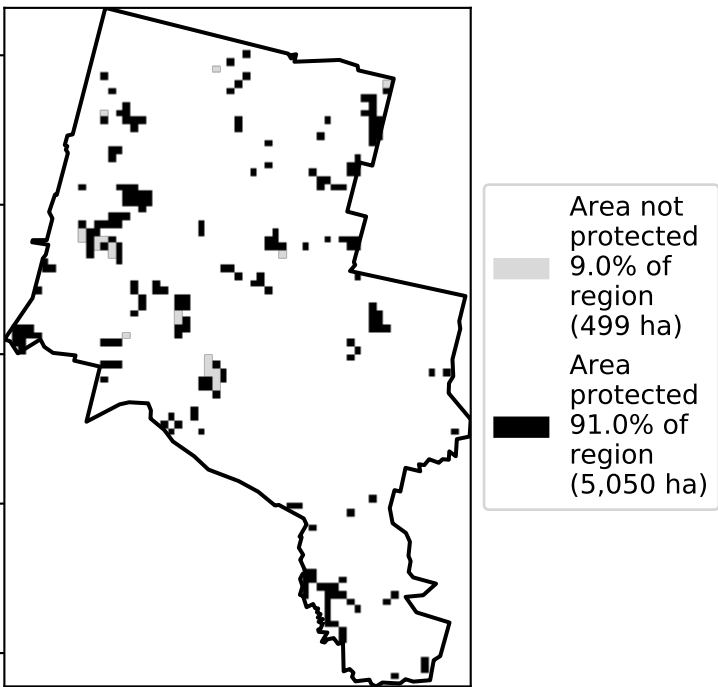 Area not
protected
9.0% of
region
(499 ha)
Area
protected
91.0% of
region
(5,050 ha)